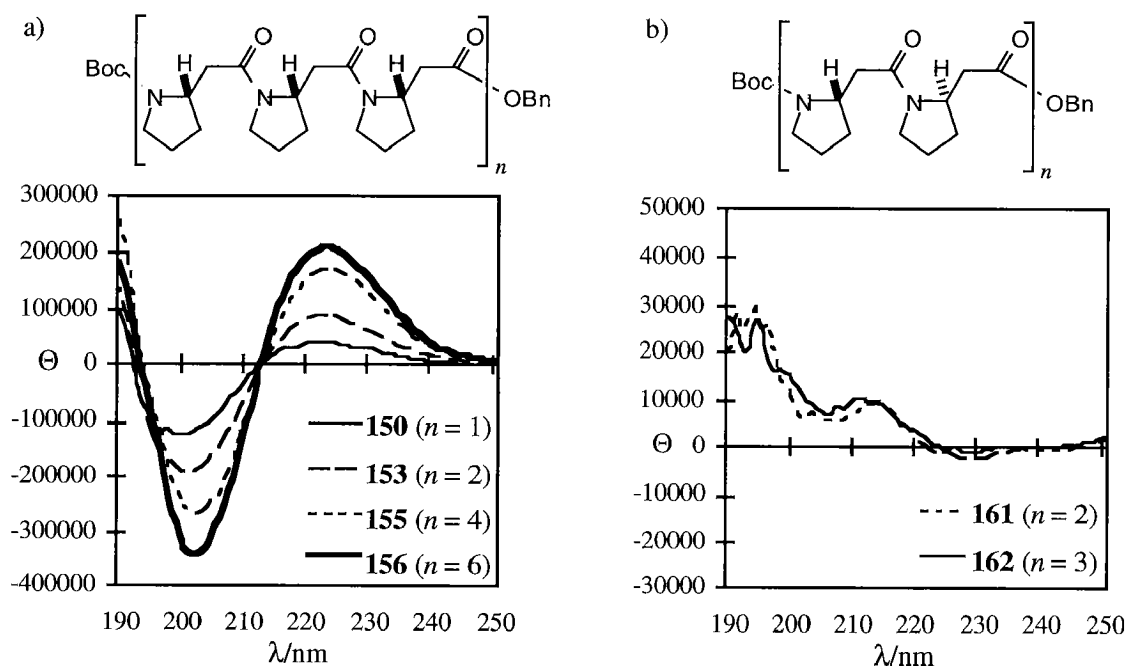 a)
Boc
N
H
O
N
H
O
N
H
O
OBn
n
300000
200000
100000
Θ 0
-100000
-200000
-300000
-400000
150 (n = 1)
153 (n = 2)
155 (n = 4)
156 (n = 6)
190 200 210 220 230 240 250
λ/nm
b)
Boc
N
H
O
N
H
O
OBn
n
50000
40000
30000
20000
10000
Θ 0
-10000
-20000
-30000
161 (n = 2)
162 (n = 3)
190 200 210 220 230 240 250
λ/nm